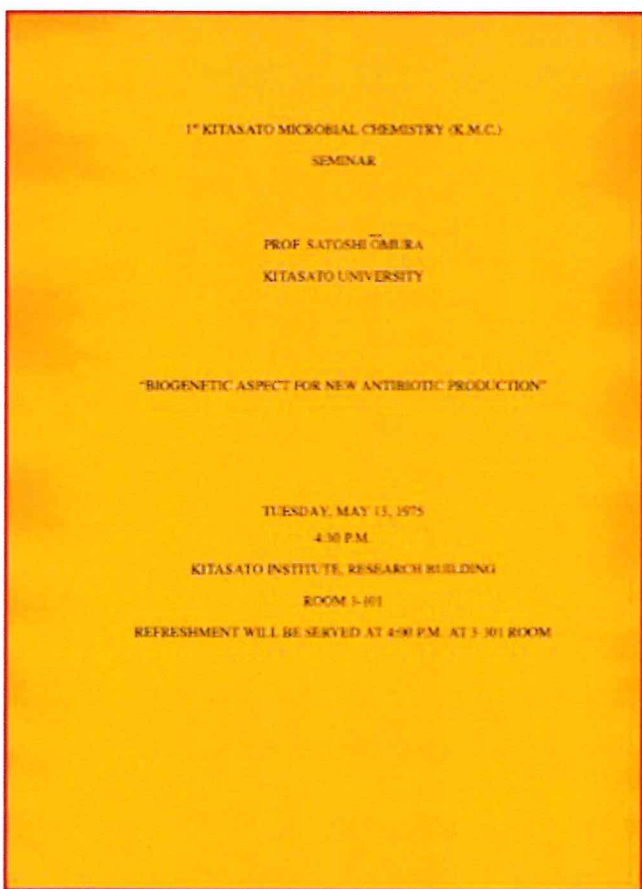 1st KITASATO MICROBIAL CHEMISTRY (K.M.C.)
SEMINAR
PROF. SATOSHI ŌMURA
KITASATO UNIVERSITY
"BIOGENETIC ASPECT FOR NEW ANTIBIOTIC PRODUCTION"
TUESDAY, MAY 13, 1975
4:30 P.M.
KITASATO INSTITUTE, RESEARCH BUILDING
ROOM 3-101
REFRESHMENT WILL BE SERVED AT 4:00 P.M. AT 3-301 ROOM